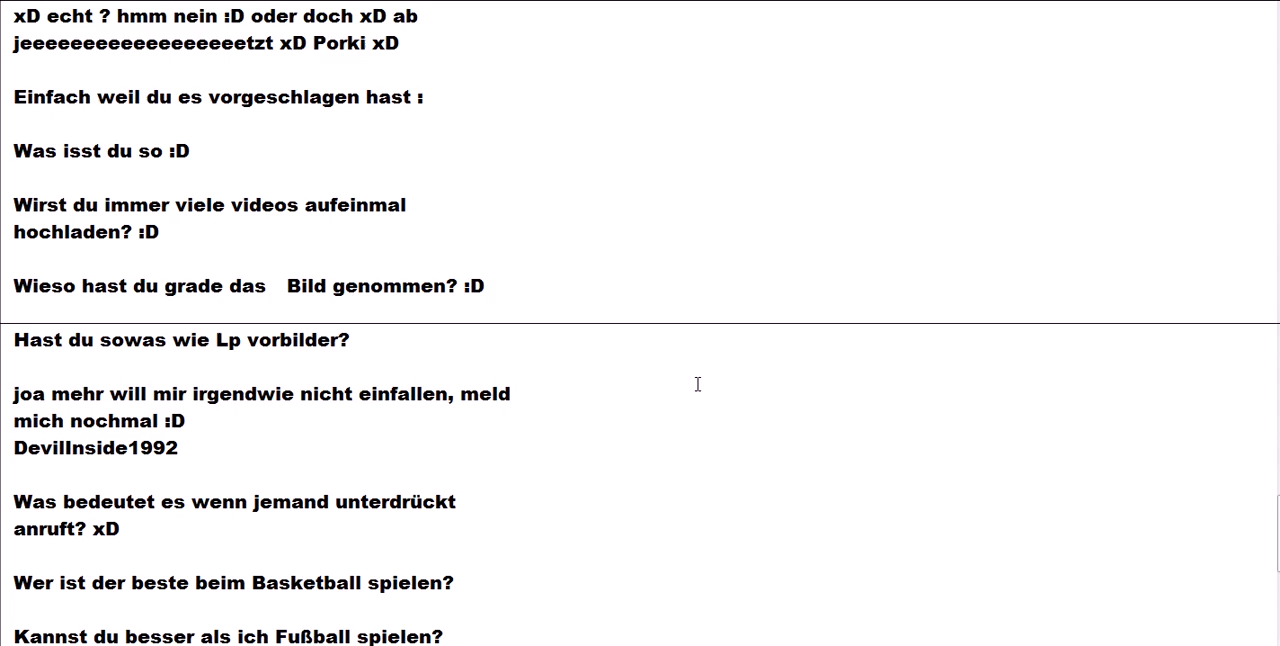 xD echt ? hmm nein :D oder doch xD ab
jeeeeeeeeeeeeeeeeeetzt xD Porki xD
Einfach weil du es vorgeschlagen hast :
Was isst du so :D
Wirst du immer viele videos aufeinmal
hochladen? :D
Wieso hast du grade das Bild genommen? :D
Hast du sowas wie Lp vorbilder?
joa mehr will mir irgendwie nicht einfallen, meld
mich nochmal :D
DevilInside1992
Was bedeutet es wenn jemand unterdrückt
anruft? xD
Wer ist der beste beim Basketball spielen?
Kannst du besser als ich Fußball spielen?